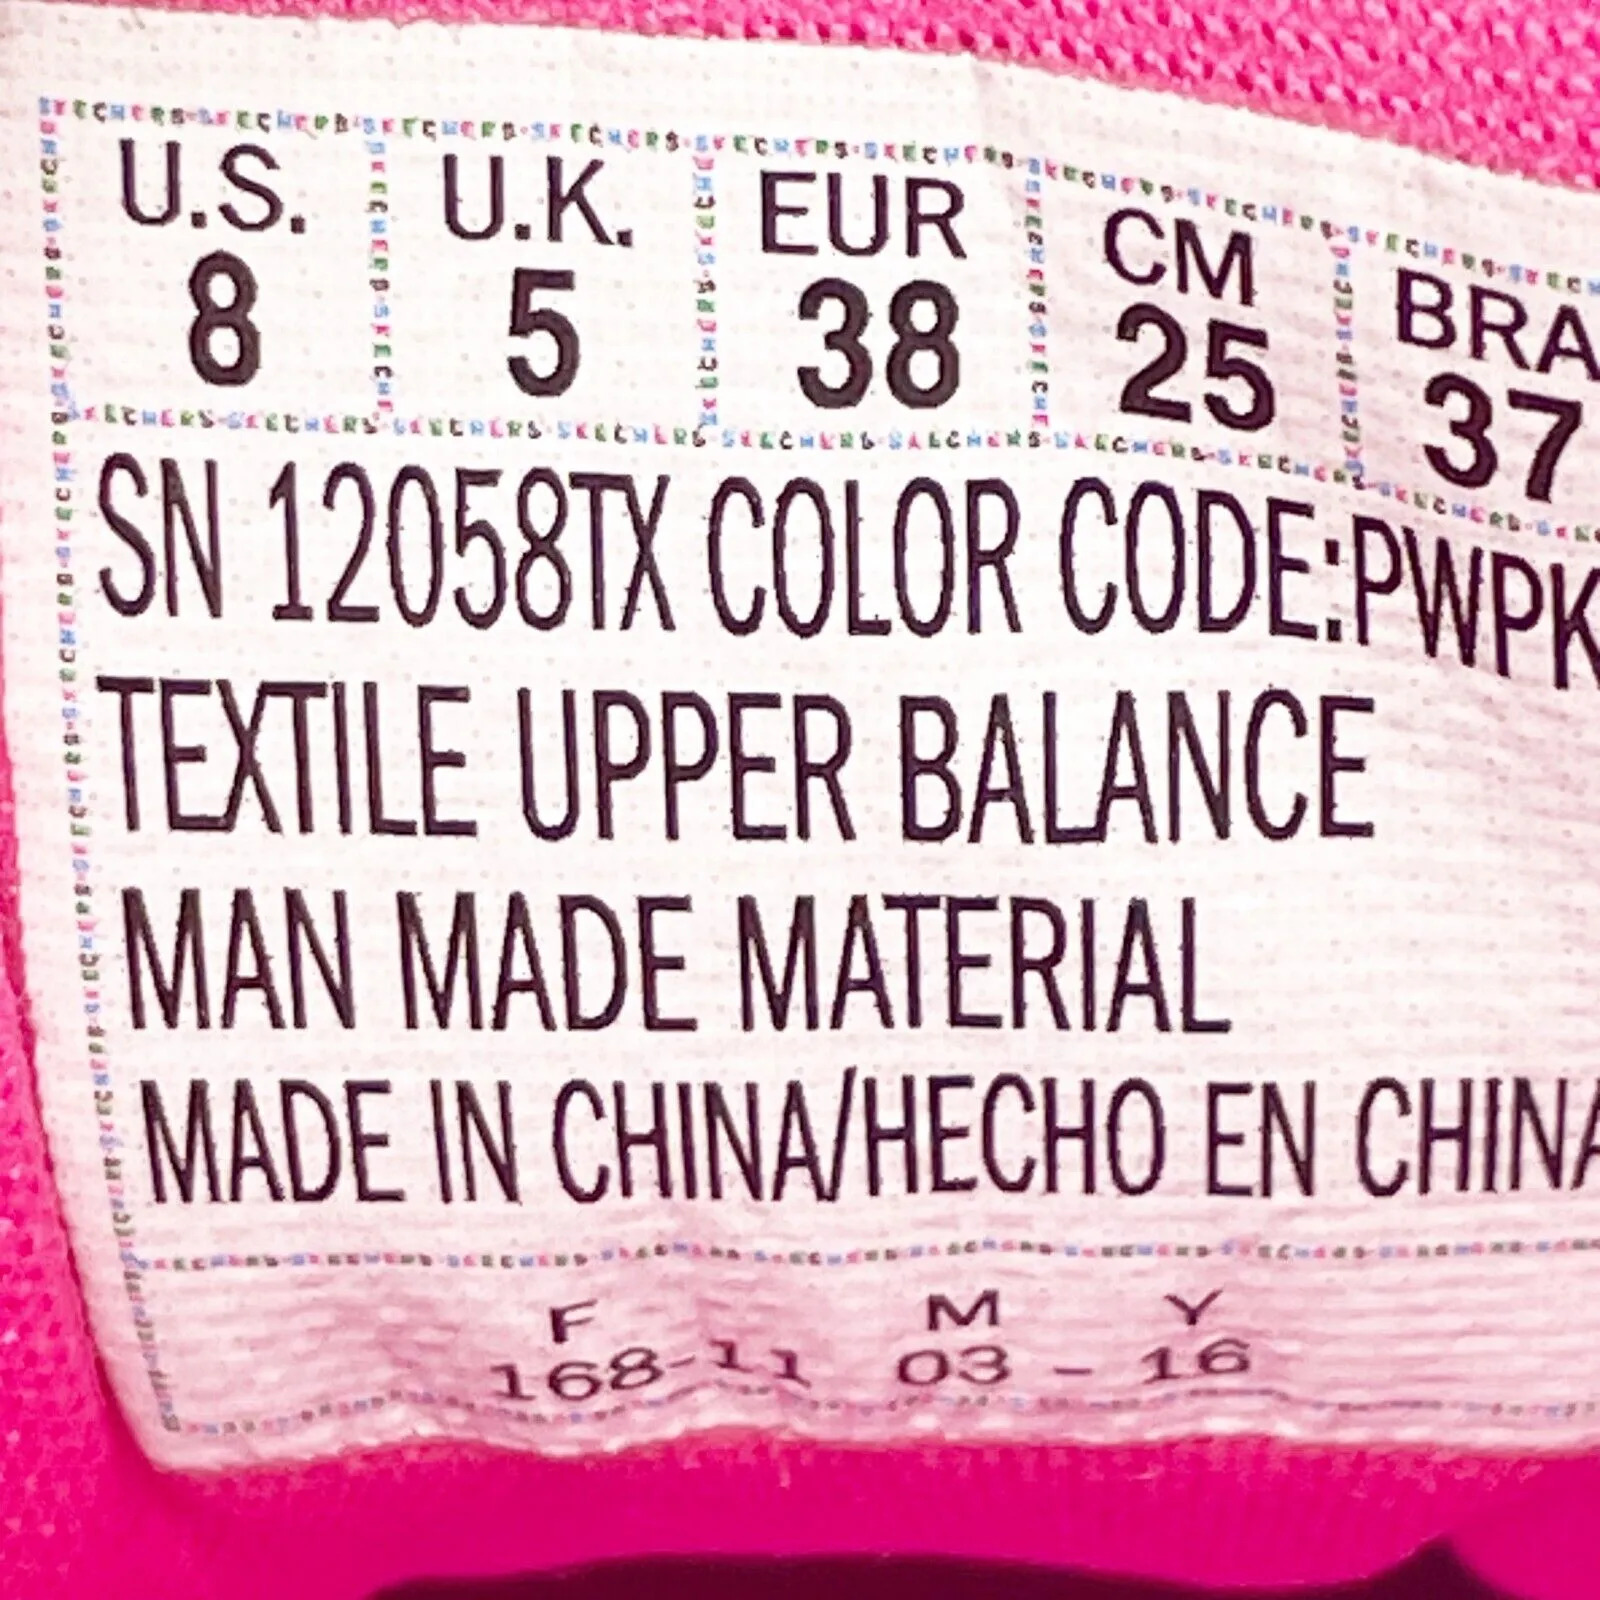 U.S. U.K. EUR CM BRA
8 5 38 25 37
SN 12058TX COLOR CODE:PWPK
TEXTILE UPPER BALANCE
MAN MADE MATERIAL
MADE IN CHINA/HECHO EN CHINA
F M Y
168-11 03 - 16